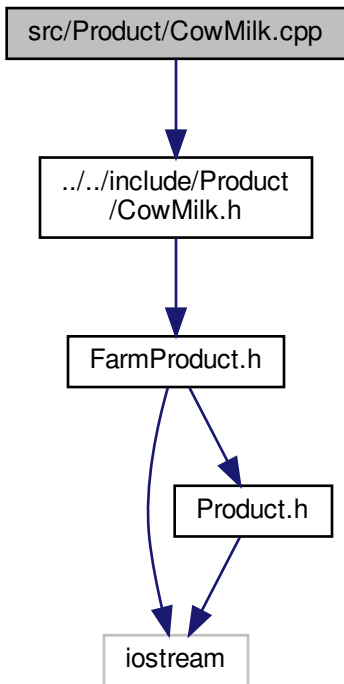 src/Product/CowMilk.cpp
../../include/Product
/CowMilk.h
FarmProduct.h
Product.h
iostream